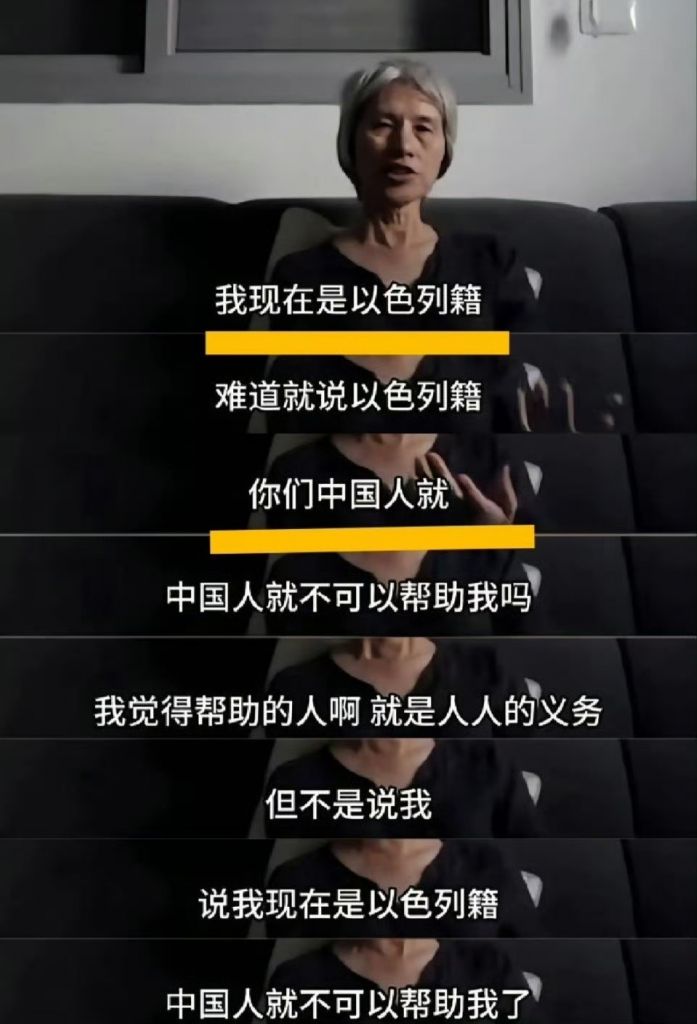 我现在是以色列籍
难道就说以色列籍
你们中国人就
中国人就不可以帮助我吗
我觉得帮助的人啊 就是人人的义务
但不是说我
说我现在是以色列籍
中国人就不可以帮助我了